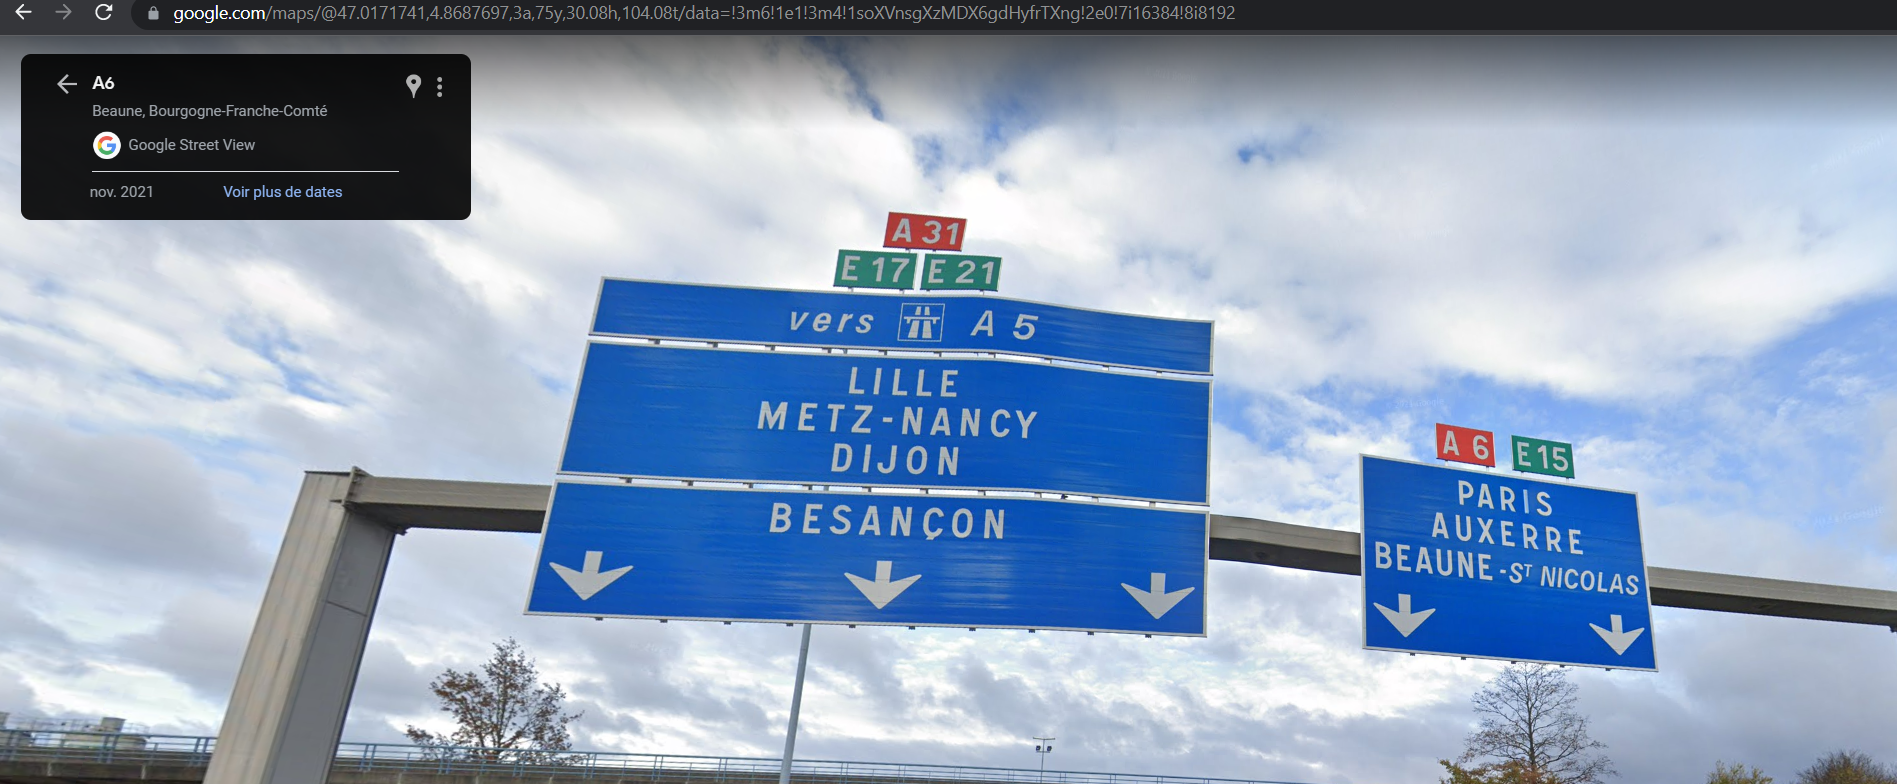 google.com/maps/@47.0171741,4.8687697,3a,75y,30.08h,104.08t/data=!3m6!1e1!3m4!1soXVnsgXzMDX6gdHyfrTXng!2e0!7i16384!8i8192
A6
Beaune, Bourgogne-Franche-Comté
Google Street View
nov. 2021
Voir plus de dates
A 31
E 17 E 21
vers A 5
LILLE
METZ-NANCY
DIJON
BESANÇON
A 6 E 15
PARIS
AUXERRE
BEAUNE-ST NICOLAS